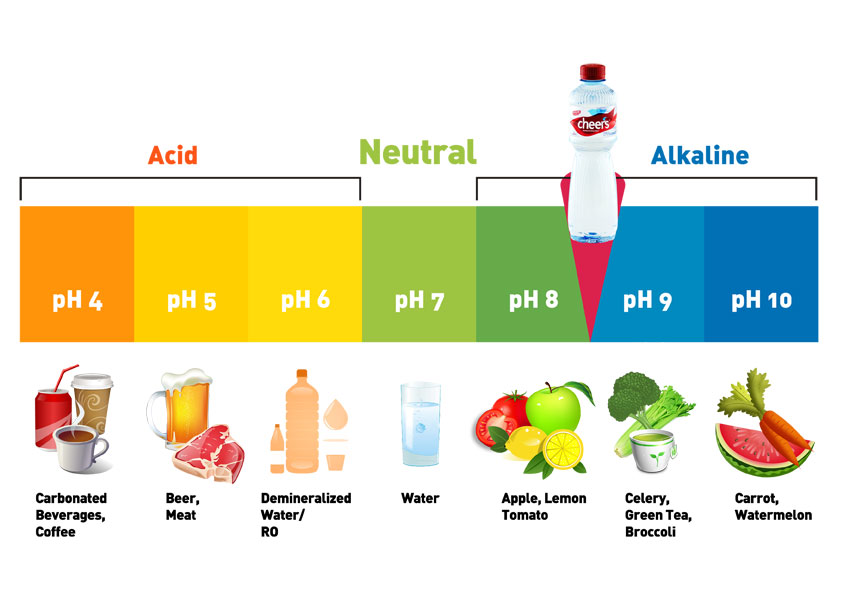 cheers
Acid
Neutral
Alkaline
pH 4
pH 5
pH 6
pH 7
pH 8
pH 9
pH 10
Carbonated
Beverages,
Coffee
Beer,
Meat
Demineralized
Water/
RO
Water
Apple, Lemon
Tomato
Celery,
Green Tea,
Broccoli
Carrot,
Watermelon